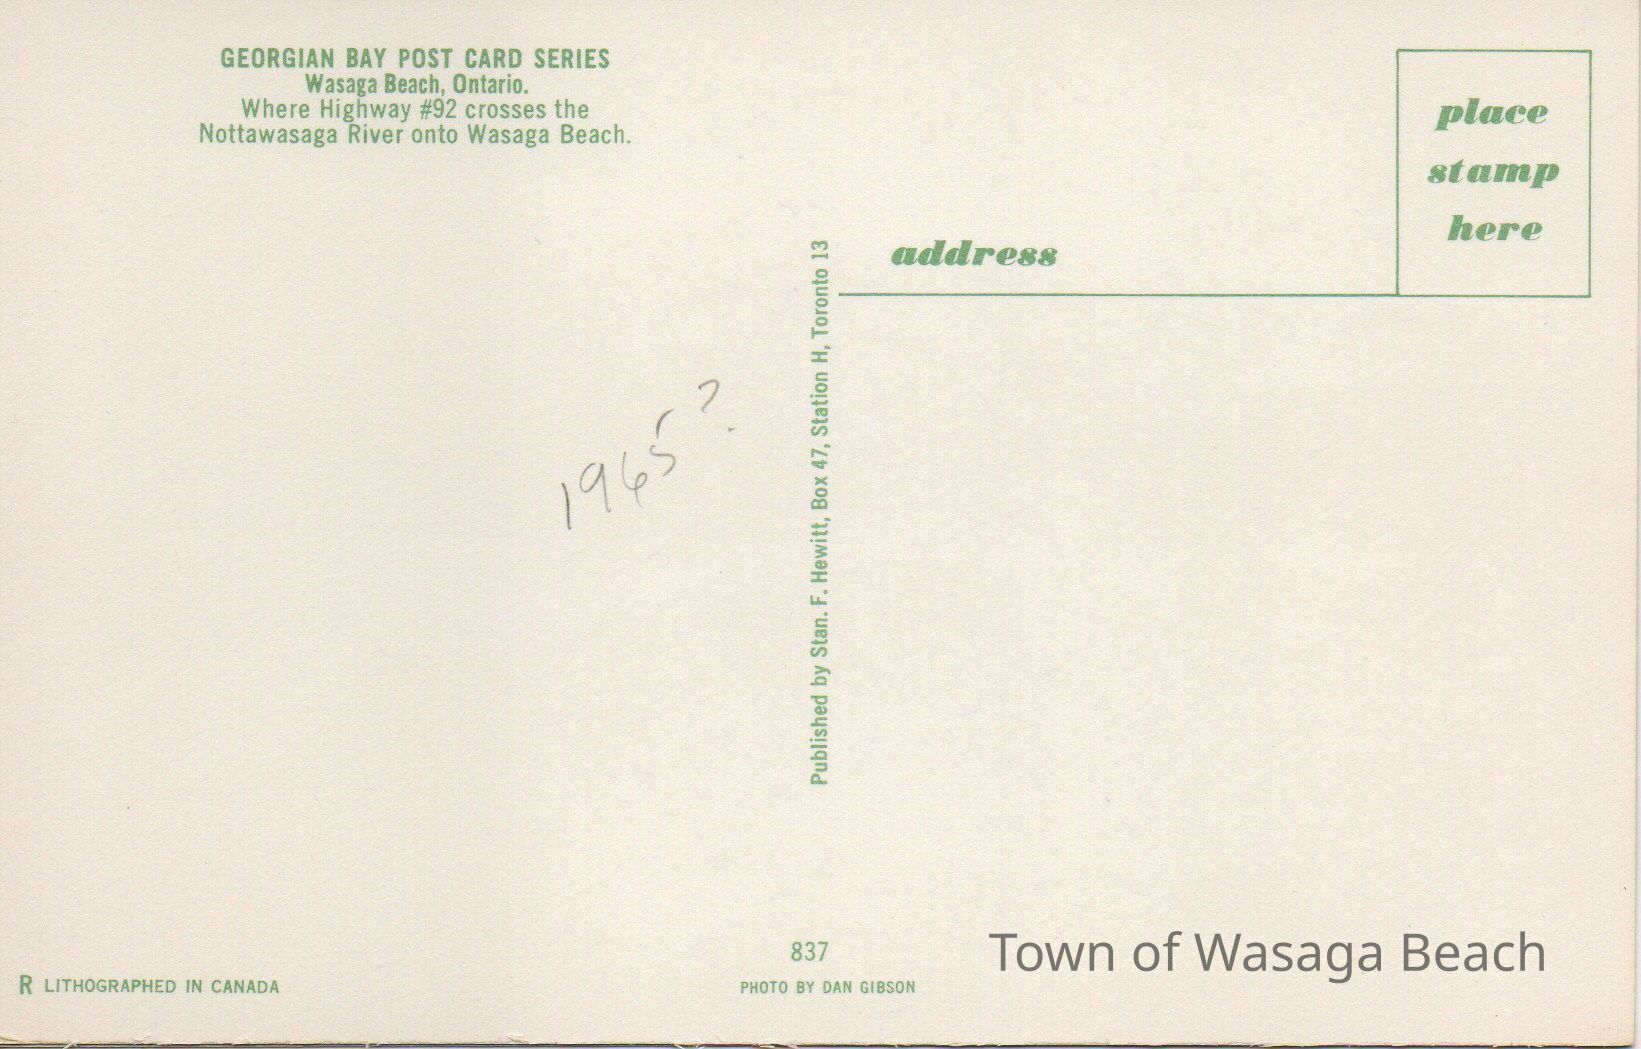 GEORGIAN BAY POST CARD SERIES
Wasaga Beach, Ontario.
Where Highway #92 crosses the
Nottawasaga River onto Wasaga Beach.
place
stamp
here
address
Published by Stan. F. Hewitt, Box 47, Station H, Toronto 13
1965?
837
PHOTO BY DAN GIBSON
R LITHOGRAPHED IN CANADA
Town of Wasaga Beach